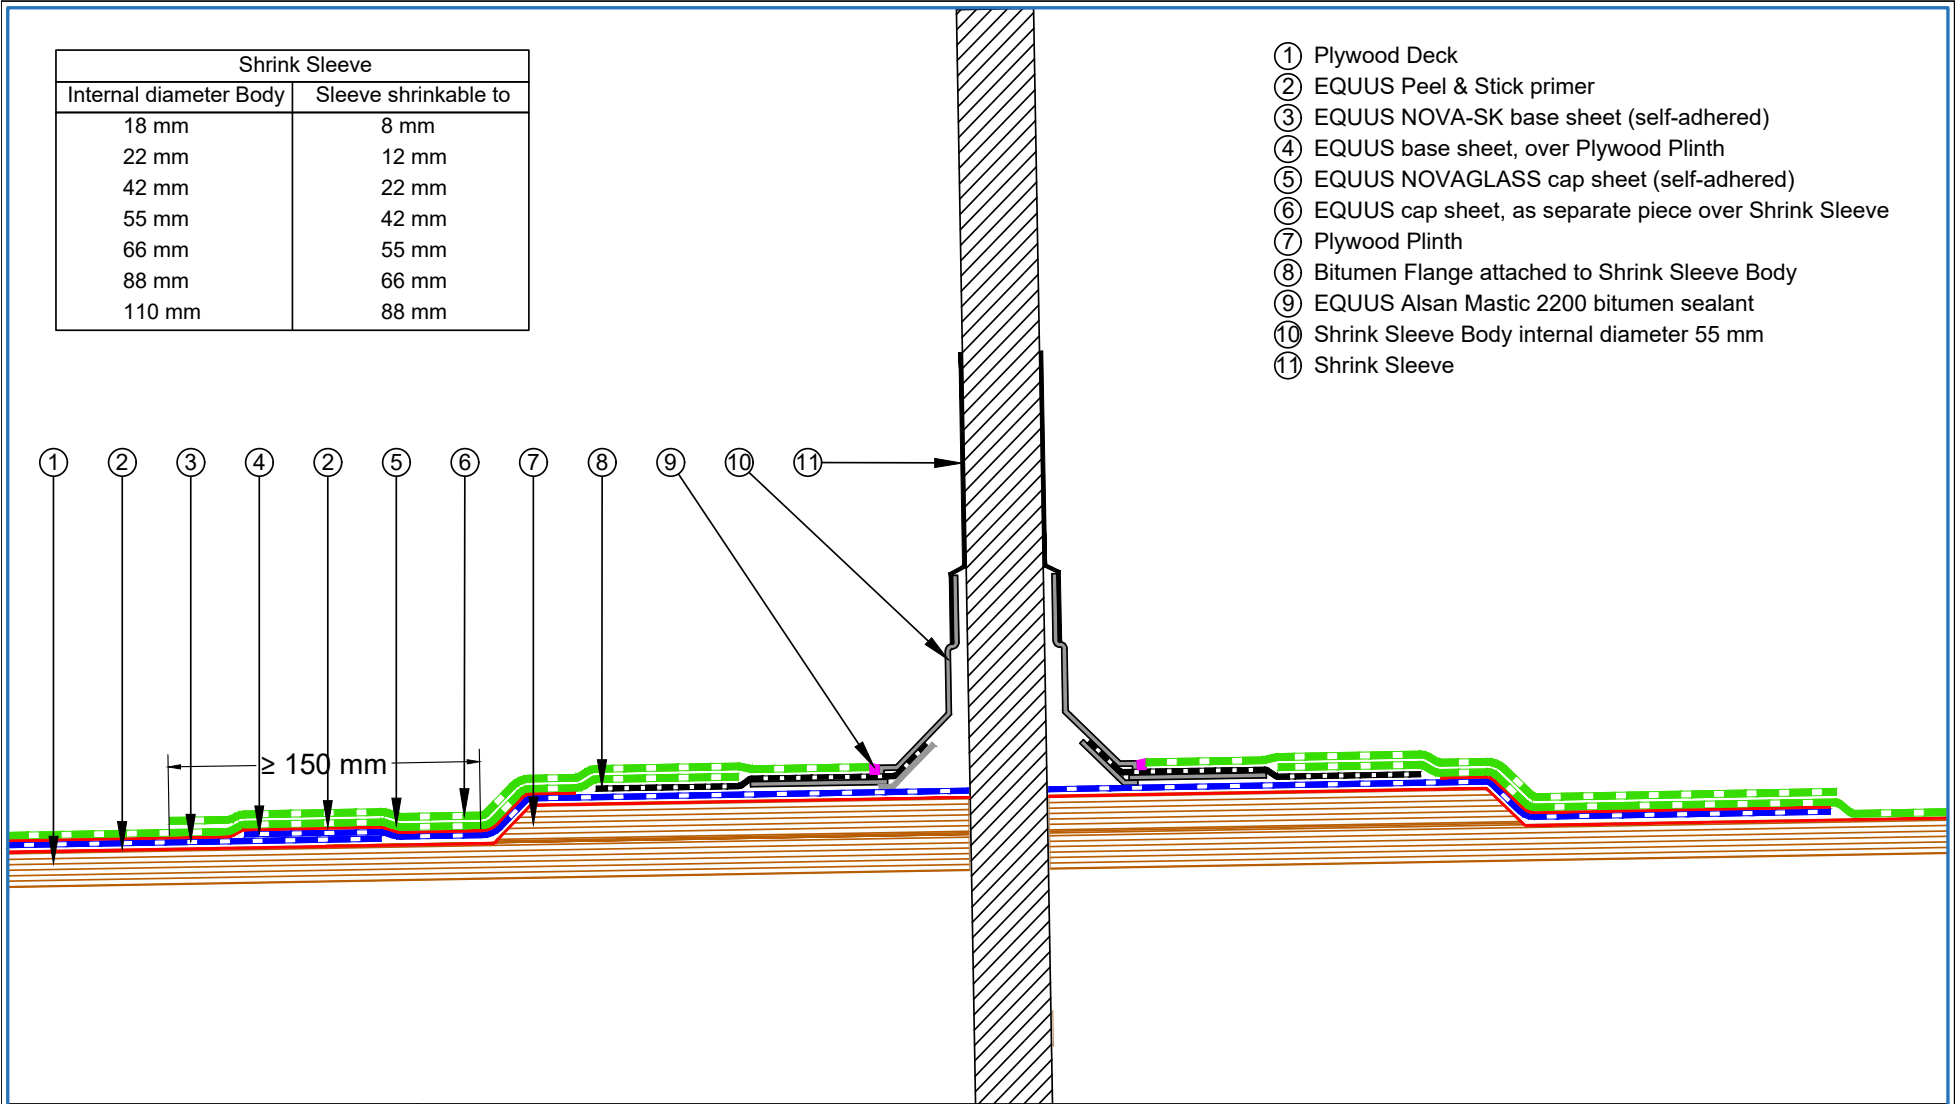 Shrink Sleeve
Internal diameter Body Sleeve shrinkable to
18 mm 8 mm
22 mm 12 mm
42 mm 22 mm
55 mm 42 mm
66 mm 55 mm
88 mm 66 mm
110 mm 88 mm
1 Plywood Deck
2 EQUUS Peel & Stick primer
3 EQUUS NOVA-SK base sheet (self-adhered)
4 EQUUS base sheet, over Plywood Plinth
5 EQUUS NOVAGLASS cap sheet (self-adhered)
6 EQUUS cap sheet, as separate piece over Shrink Sleeve
7 Plywood Plinth
8 Bitumen Flange attached to Shrink Sleeve Body
9 EQUUS Alsan Mastic 2200 bitumen sealant
10 Shrink Sleeve Body internal diameter 55 mm
11 Shrink Sleeve
1 2 3 4 2 5 6 7 8 9 10 11
≥ 150 mm